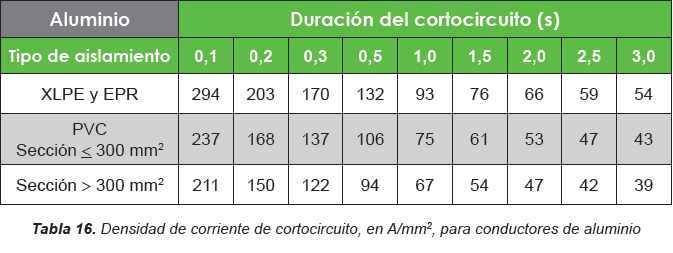 Aluminio Duración del cortocircuito (s)
Tipo de aislamiento 0,1 0,2 0,3 0,5 1,0 1,5 2,0 2,5 3,0
XLPE y EPR 294 203 170 132 93 76 66 59 54
PVC
Sección ≤ 300 mm² 237 168 137 106 75 61 53 47 43
Sección > 300 mm² 211 150 122 94 67 54 47 42 39
Tabla 16. Densidad de corriente de cortocircuito, en A/mm², para conductores de aluminio